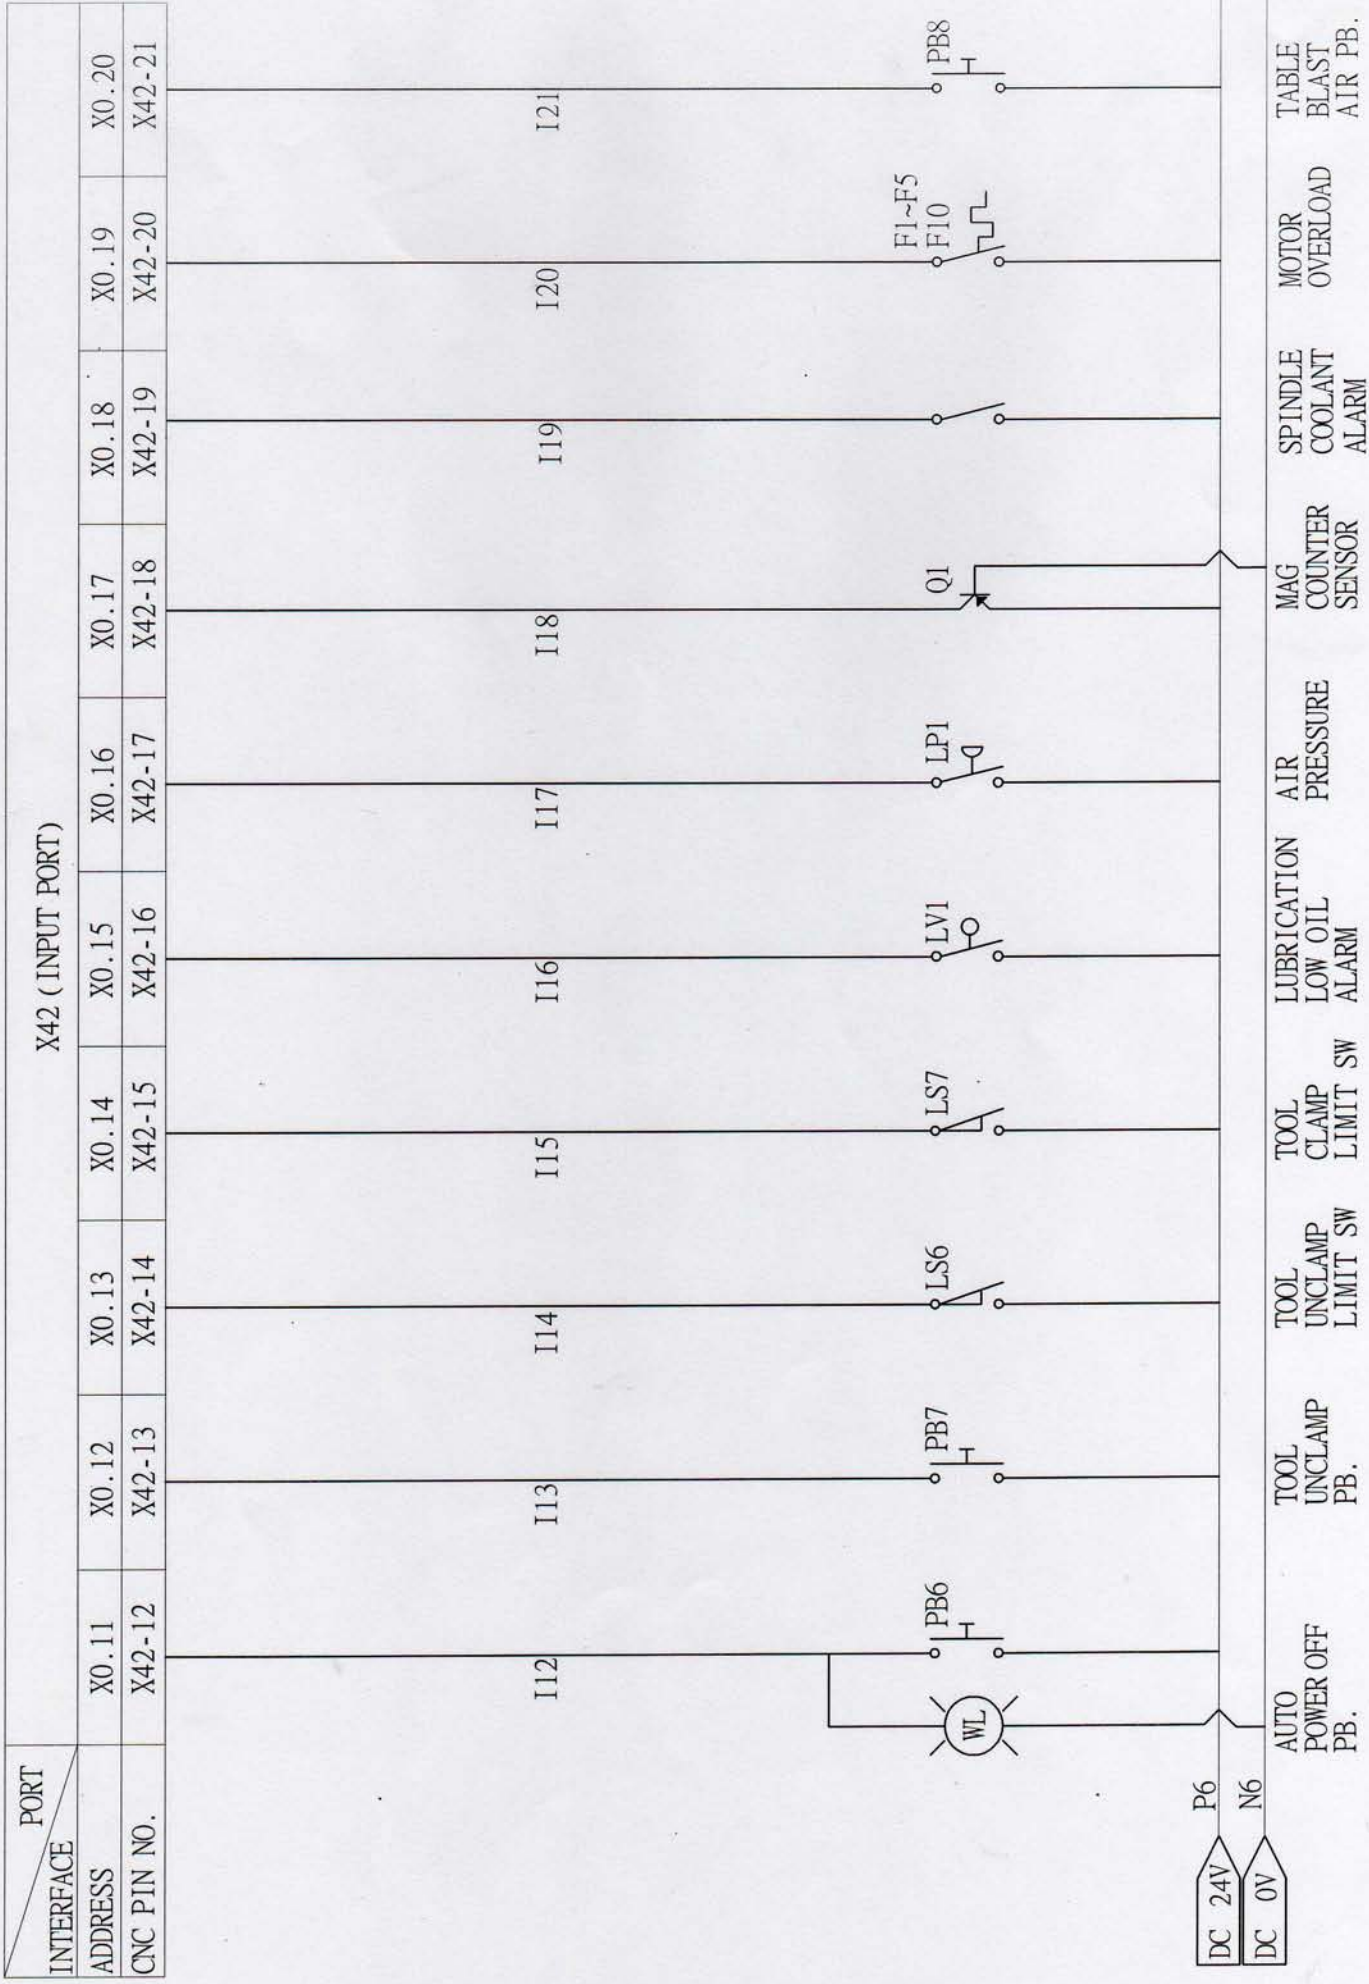 X42 (INPUT PORT)
PORT
INTERFACE
ADDRESS X0.11 X0.12 X0.13 X0.14 X0.15 X0.16 X0.17 X0.18 X0.19 X0.20
CNC PIN NO. X42-12 X42-13 X42-14 X42-15 X42-16 X42-17 X42-18 X42-19 X42-20 X42-21
I12 I13 I14 I15 I16 I17 I18 I19 I20 I21
F1~F5
WL PB6 PB7 LS6 LS7 LV1 LP1 Q1 F10 PB8
DC 24V P6
DC 0V N6
AUTO
POWER OFF
PB.
TOOL
UNCLAMP
PB.
TOOL
UNCLAMP
LIMIT SW
TOOL
CLAMP
LIMIT SW
LUBRICATION
LOW OIL
ALARM
AIR
PRESSURE
MAG
COUNTER
SENSOR
SPINDLE
COOLANT
ALARM
MOTOR
OVERLOAD
TABLE
BLAST
AIR PB.